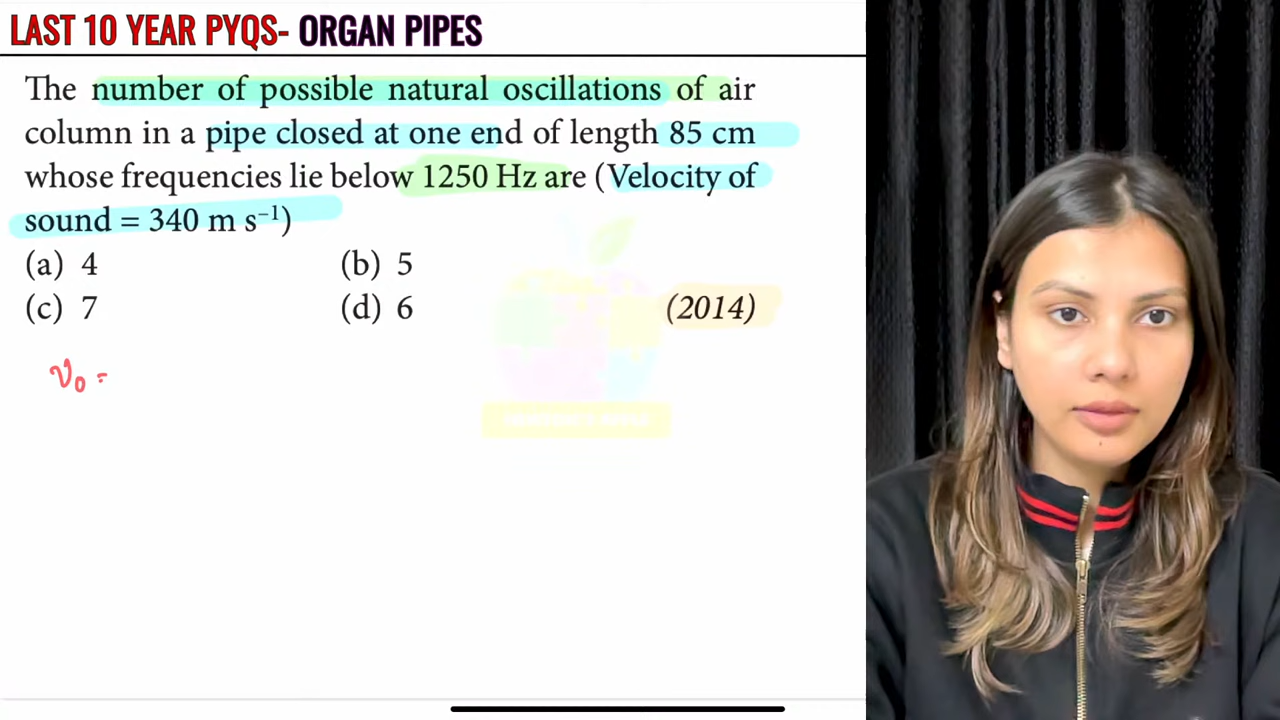 LAST 10 YEAR PYQS- ORGAN PIPES
The number of possible natural oscillations of air
column in a pipe closed at one end of length 85 cm
whose frequencies lie below 1250 Hz are (Velocity of
sound = 340 m s⁻¹)
(a) 4 (b) 5
(c) 7 (d) 6 (2014)
ν₀ =